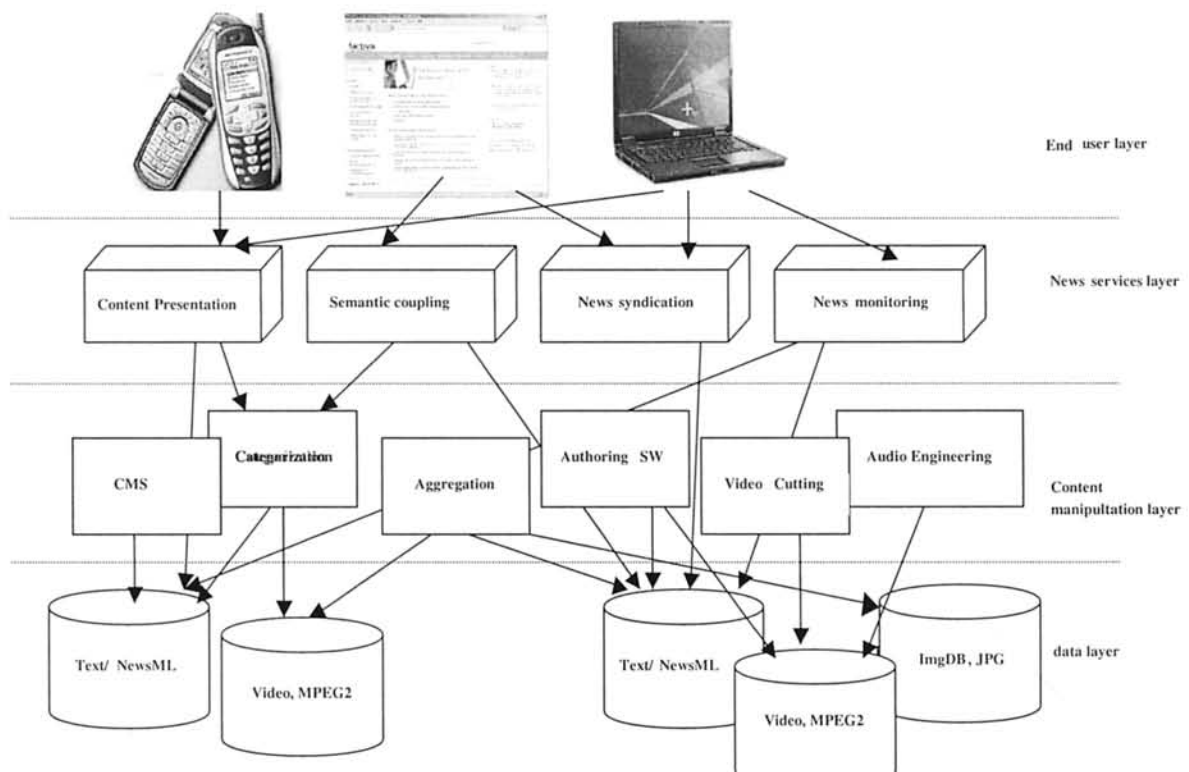 End user layer
Content Presentation
Semantic coupling
News syndication
News monitoring
News services layer
CMS
Categorization
Aggregation
Authoring SW
Video Cutting
Audio Engineering
Content
manipultation layer
Text/ NewsML
Video, MPEG2
Text/ NewsML
Video, MPEG2
ImgDB, JPG
data layer